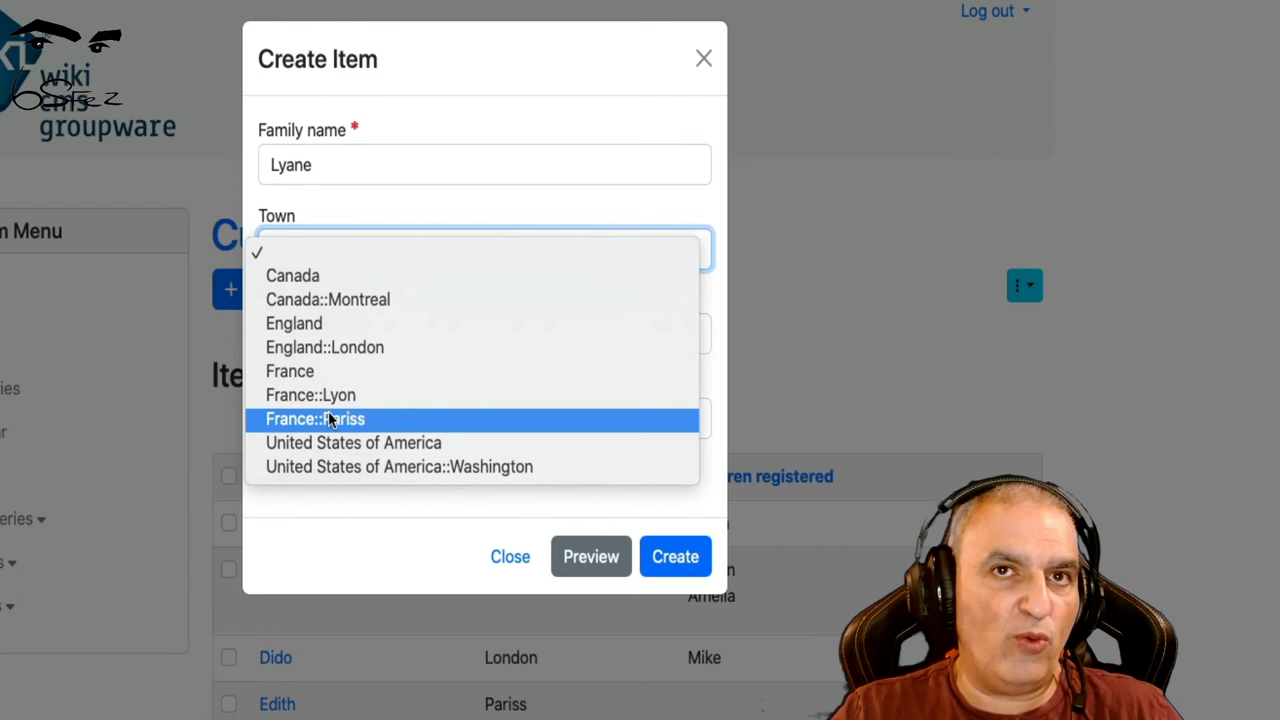 Log out
Create Item
wiki
cms
groupware
6STez
Family name *
Lyane
Town
m Menu
Canada
Canada::Montreal
England
England::London
France
France::Lyon
France::Pariss
United States of America
United States of America::Washington
ren registered
Close
Preview
Create
Amelia
Dido
London
Mike
Edith
Pariss